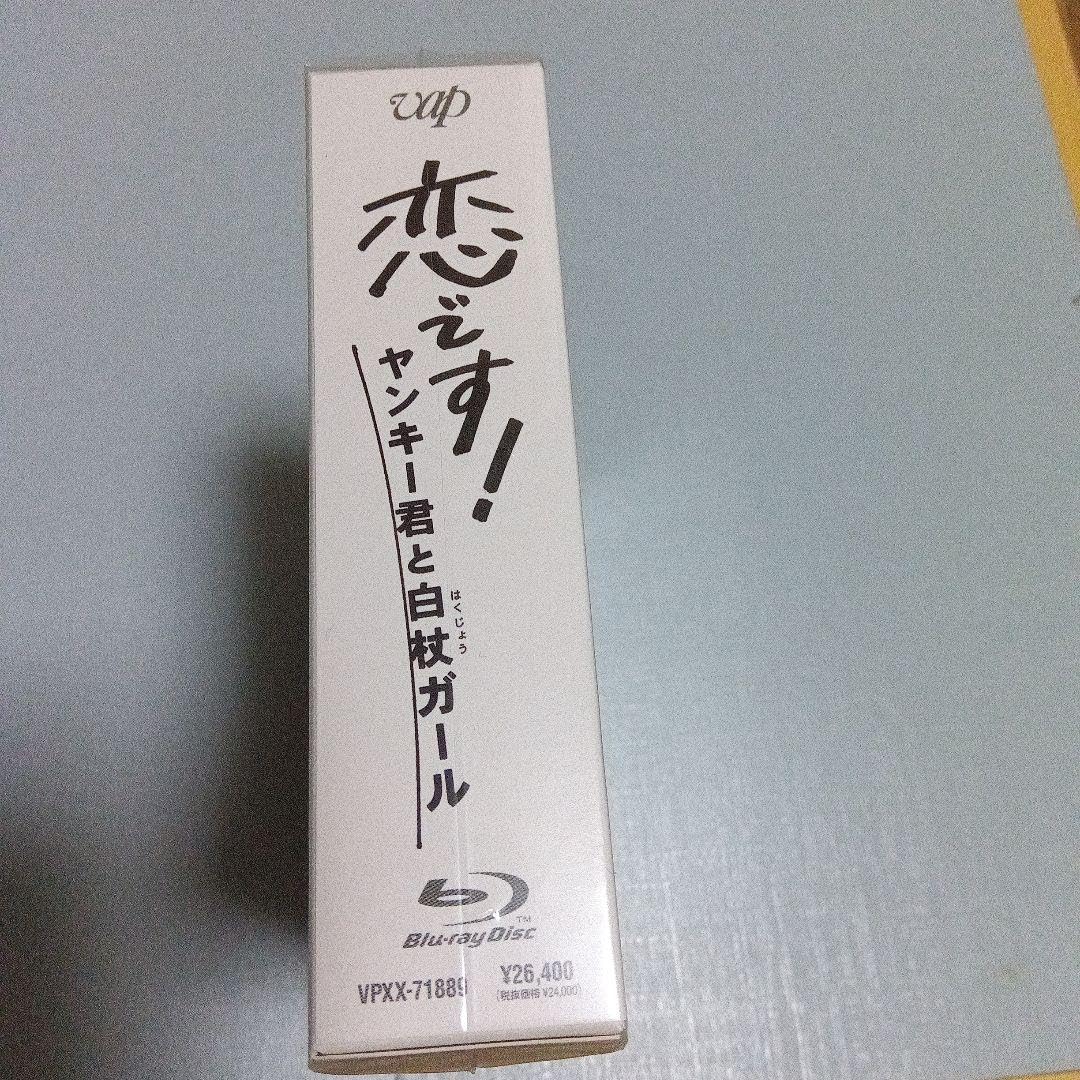 vap
恋です!
ヤンキー君と白杖ガール
はくじょう
Blu-ray Disc™
VPXX-71889
¥26,400
(税抜価格 ¥24,000)